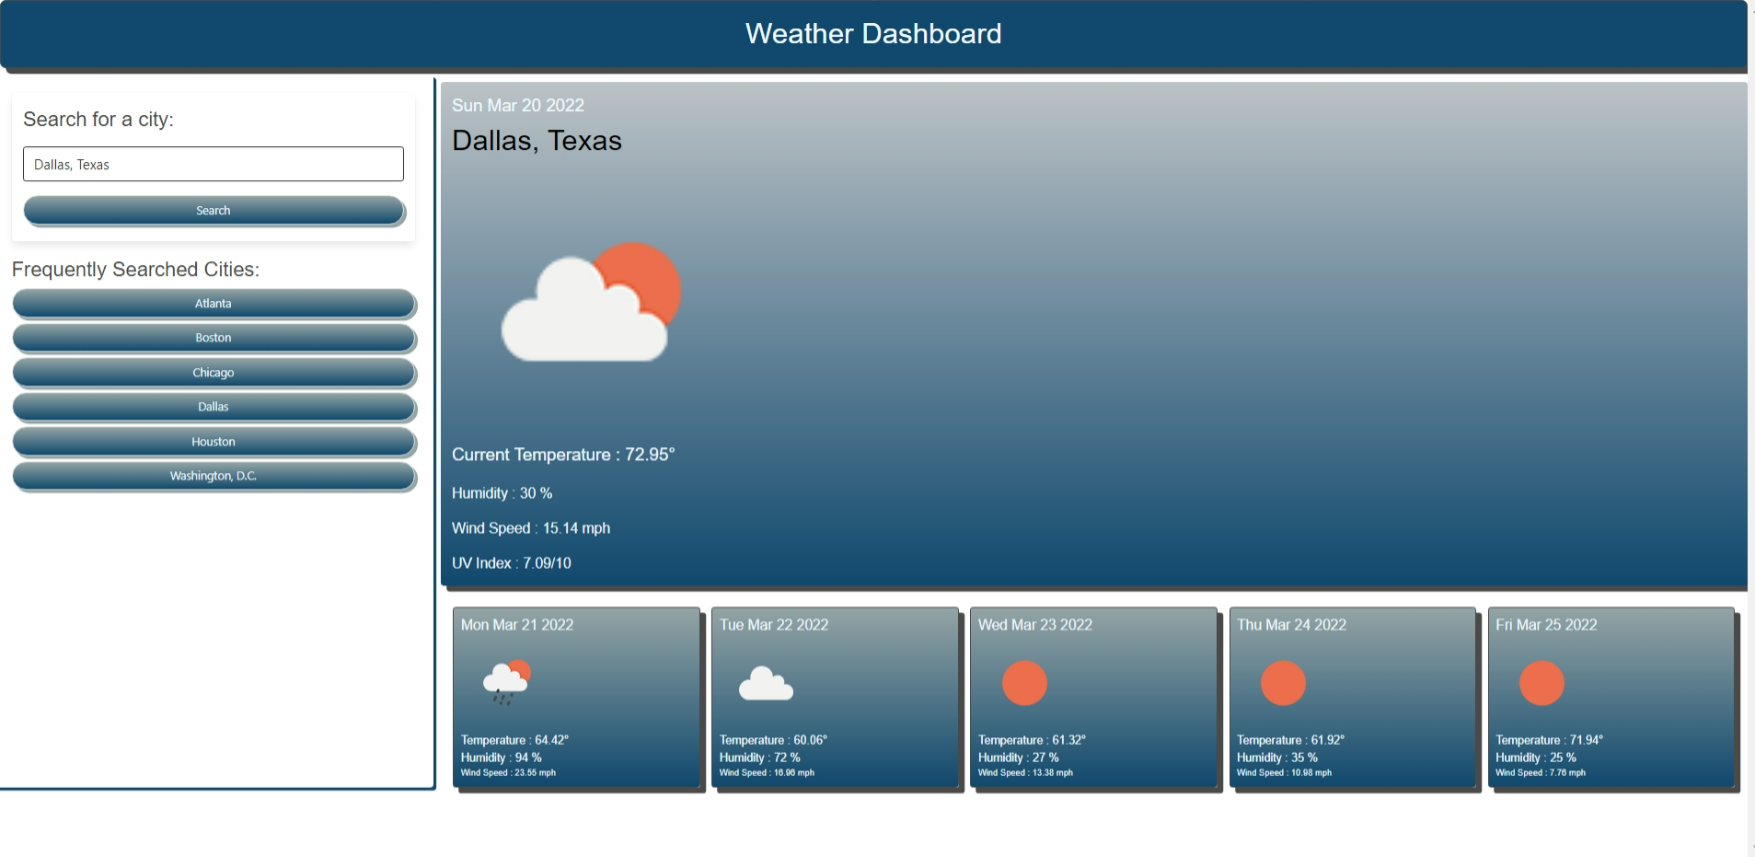 Weather Dashboard
Search for a city:
Dallas, Texas
Search
Frequently Searched Cities:
Atlanta
Boston
Chicago
Dallas
Houston
Washington, D.C.
Sun Mar 20 2022
Dallas, Texas
Current Temperature : 72.95°
Humidity : 30 %
Wind Speed : 15.14 mph
UV Index : 7.09/10
Mon Mar 21 2022
Temperature : 64.42°
Humidity : 94 %
Wind Speed : 23.55 mph
Tue Mar 22 2022
Temperature : 60.06°
Humidity : 72 %
Wind Speed : 16.96 mph
Wed Mar 23 2022
Temperature : 61.32°
Humidity : 27 %
Wind Speed : 13.38 mph
Thu Mar 24 2022
Temperature : 61.92°
Humidity : 35 %
Wind Speed : 10.98 mph
Fri Mar 25 2022
Temperature : 71.94°
Humidity : 25 %
Wind Speed : 7.76 mph